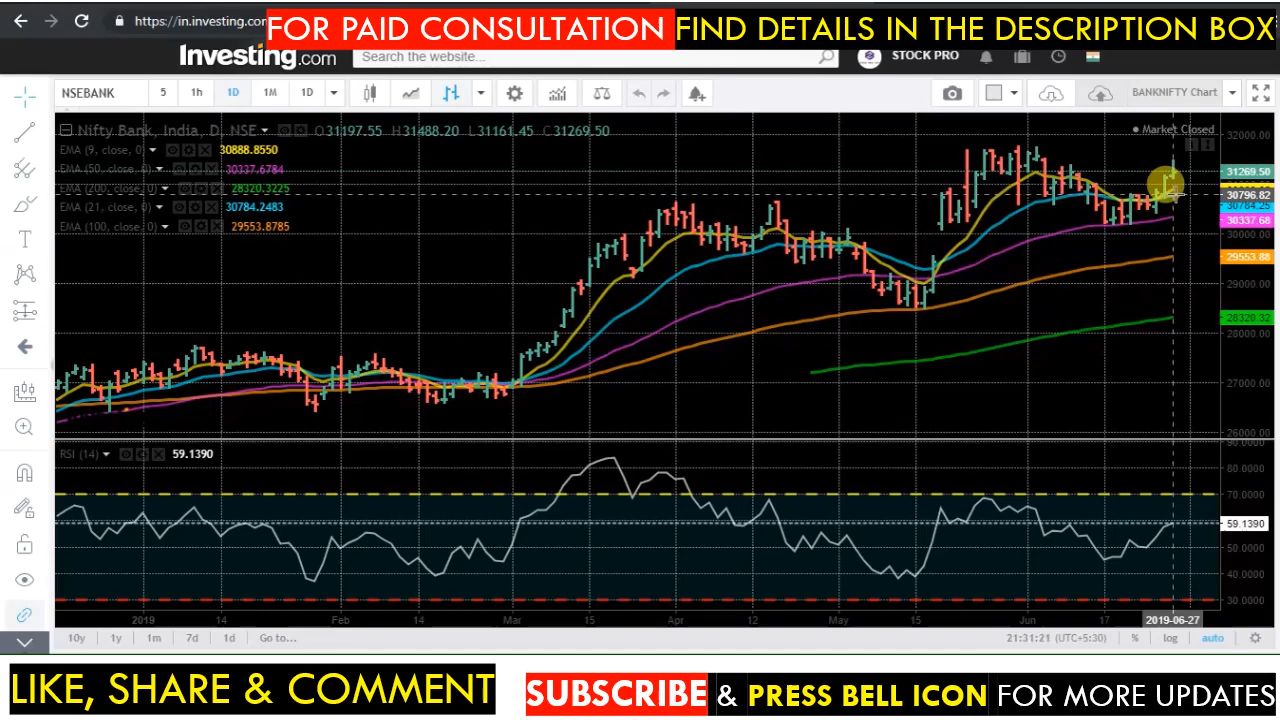 FOR PAID CONSULTATION FIND DETAILS IN THE DESCRIPTION BOX
https://in.investing.com
Investing.com
Search the website...
STOCK PRO
NSEBANK 5 1h 1D 1M 1D BANKNIFTY Chart
Nifty Bank, India, D, NSE O31197.55 H31488.20 L31161.45 C31269.50
Market Closed
EMA (9, close, 0) 30888.8550
EMA (50, close, 0) 30337.6784
EMA (200, close, 0) 28320.3225
EMA (21, close, 0) 30784.2483
EMA (100, close, 0) 29553.8785
32000.00
31269.50
30796.82
30784.25
30337.68
30000.00
29553.88
29000.00
28320.32
28000.00
27000.00
26000.00
RSI (14) 59.1390
90.0000
80.0000
70.0000
59.1390
50.0000
40.0000
30.0000
2019 14 Feb 14 Mar 15 Apr 12 May 15 Jun 17 2019-06-27
10y 1y 1m 7d 1d Go to... 21:31:21 (UTC+5:30) % log auto
LIKE, SHARE & COMMENT
SUBSCRIBE & PRESS BELL ICON FOR MORE UPDATES